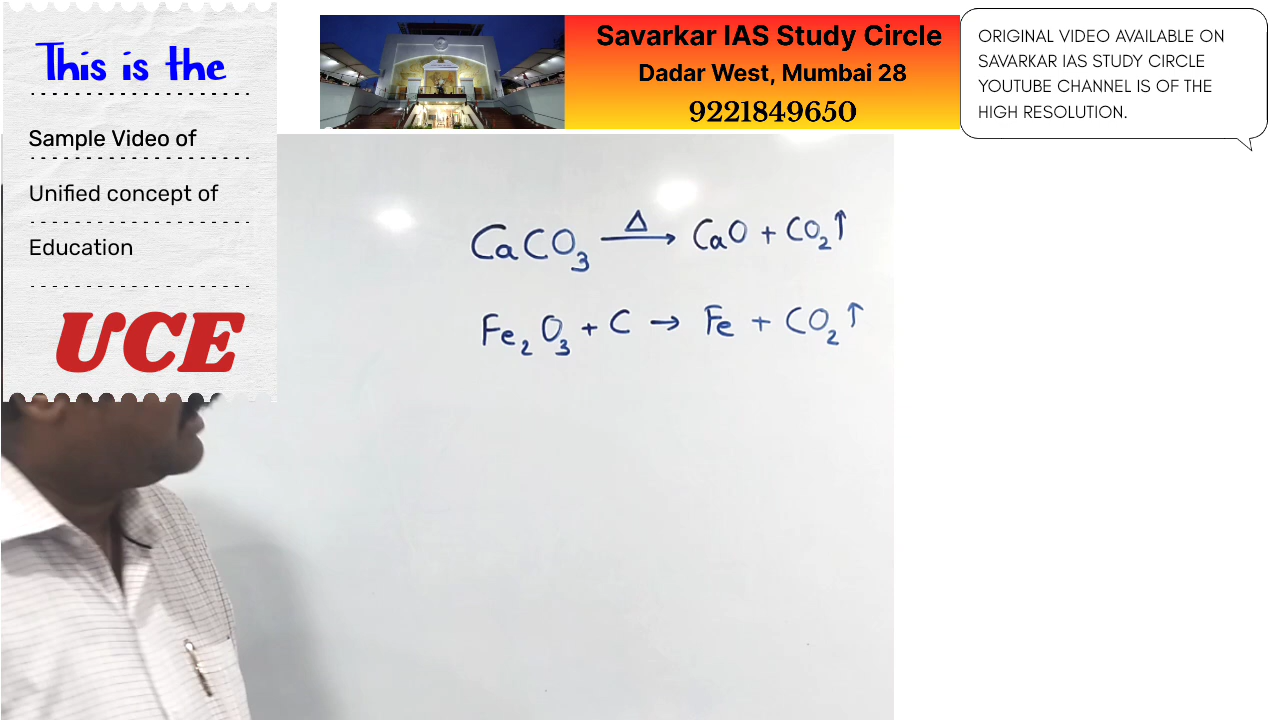 This is the
Sample Video of
Unified concept of
Education
UCE
Savarkar IAS Study Circle
Dadar West, Mumbai 28
9221849650
ORIGINAL VIDEO AVAILABLE ON
SAVARKAR IAS STUDY CIRCLE
YOUTUBE CHANNEL IS OF THE
HIGH RESOLUTION.
CaCO₃ —Δ→ CaO + CO₂↑
Fe₂O₃ + C → Fe + CO₂↑